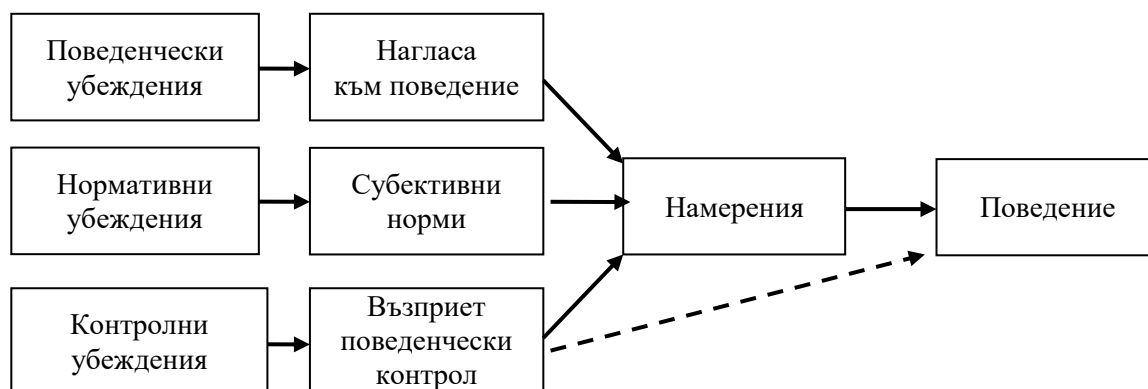 Поведенчески
убеждения
Нагласа
към поведение
Нормативни
убеждения
Субективни
норми
Намерения
Поведение
Контролни
убеждения
Възприет
поведенчески
контрол